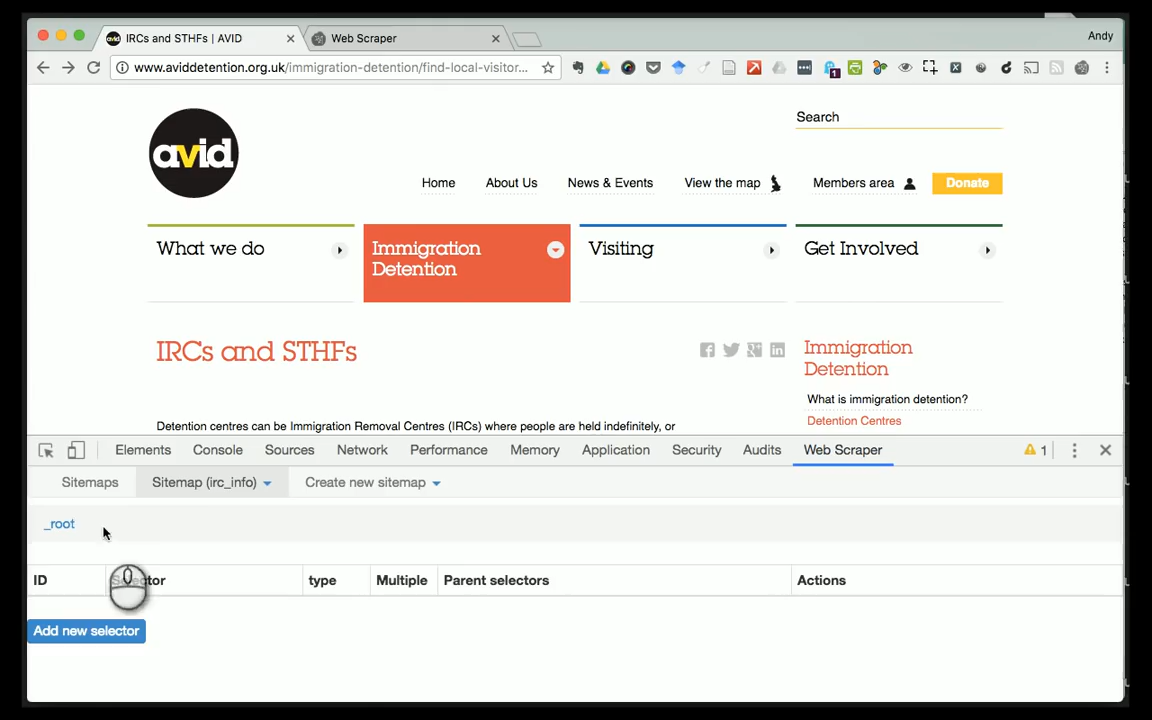 IRCs and STHFs | AVID
Web Scraper
Andy
www.aviddetention.org.uk/immigration-detention/find-local-visitor...
1
avid
Search
Home
About Us
News & Events
View the map
Members area
Donate
What we do
Immigration
Detention
Visiting
Get Involved
IRCs and STHFs
Immigration
Detention
What is immigration detention?
Detention centres can be Immigration Removal Centres (IRCs) where people are held indefinitely, or
Detention Centres
Elements
Console
Sources
Network
Performance
Memory
Application
Security
Audits
Web Scraper
1
Sitemaps
Sitemap (irc_info)
Create new sitemap
_root
ID
Selector
type
Multiple
Parent selectors
Actions
Add new selector